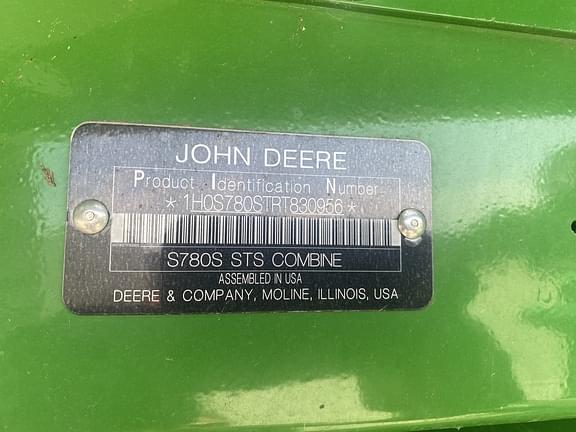 JOHN DEERE
Product Identification Number
* 1H0S780STRT830956 *
S780S STS COMBINE
ASSEMBLED IN USA
DEERE & COMPANY, MOLINE, ILLINOIS, USA